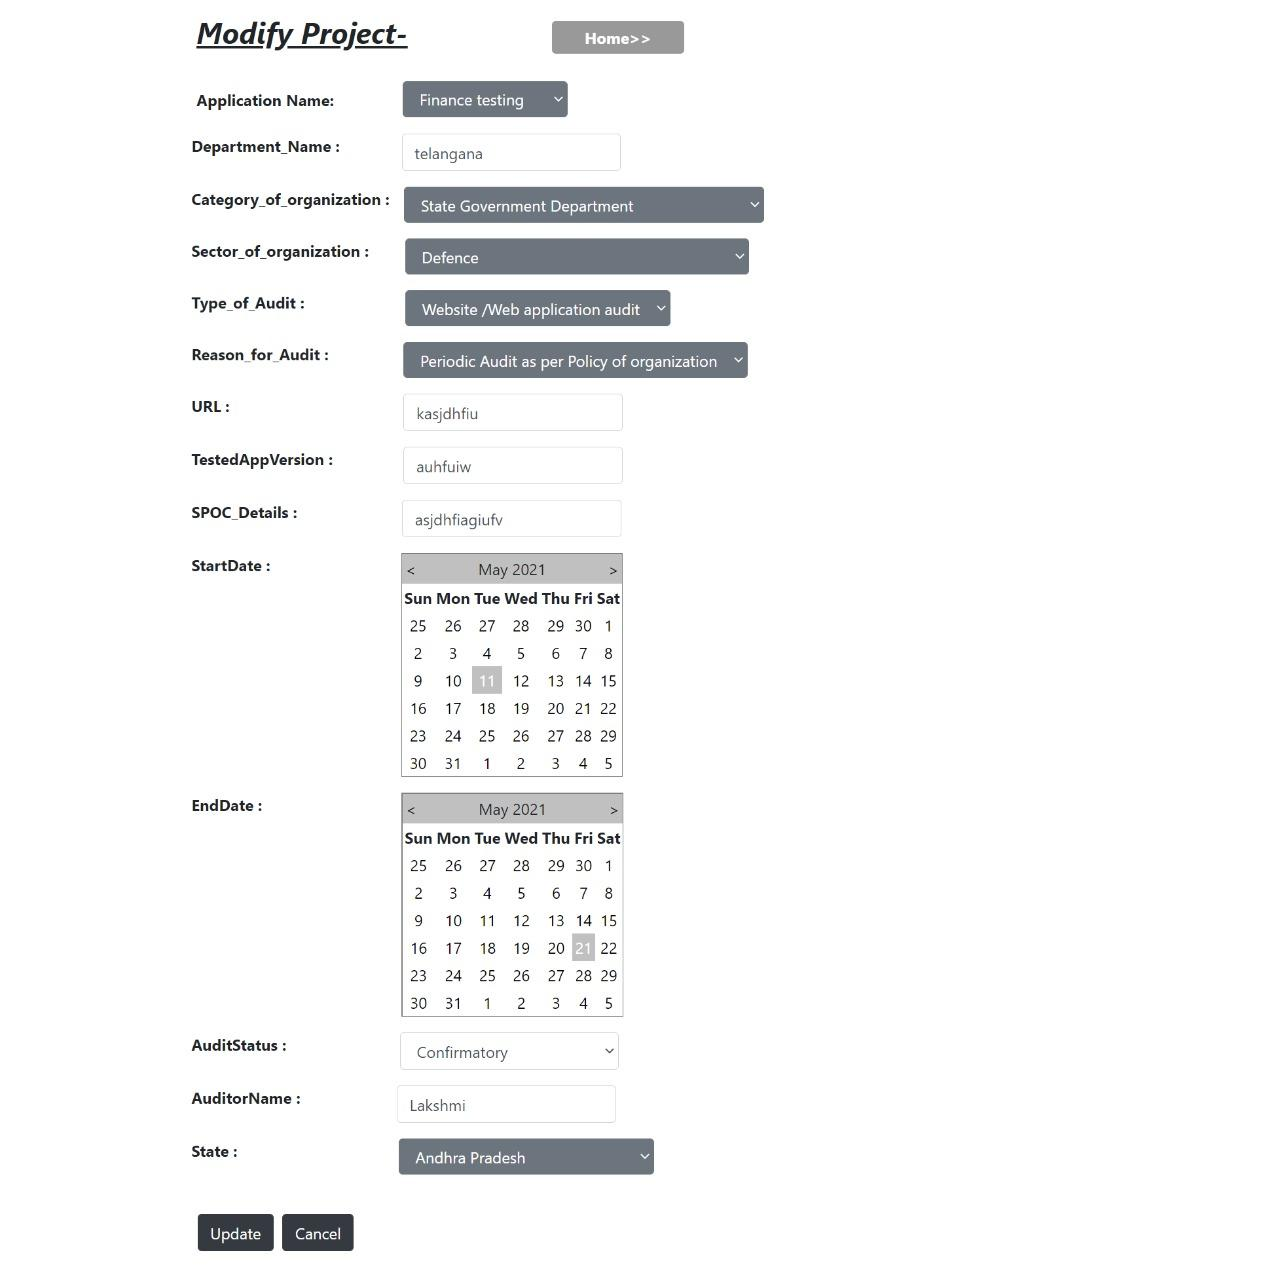 Modify Project-
Home>>
Application Name:
Finance testing
Department_Name :
telangana
Category_of_organization :
State Government Department
Sector_of_organization :
Defence
Type_of_Audit :
Website /Web application audit
Reason_for_Audit :
Periodic Audit as per Policy of organization
URL :
kasjdhfiu
TestedAppVersion :
auhfuiw
SPOC_Details :
asjdhfiagiufv
StartDate :
< May 2021 >
Sun Mon Tue Wed Thu Fri Sat
25 26 27 28 29 30 1
2 3 4 5 6 7 8
9 10 11 12 13 14 15
16 17 18 19 20 21 22
23 24 25 26 27 28 29
30 31 1 2 3 4 5
EndDate :
< May 2021 >
Sun Mon Tue Wed Thu Fri Sat
25 26 27 28 29 30 1
2 3 4 5 6 7 8
9 10 11 12 13 14 15
16 17 18 19 20 21 22
23 24 25 26 27 28 29
30 31 1 2 3 4 5
AuditStatus :
Confirmatory
AuditorName :
Lakshmi
State :
Andhra Pradesh
Update Cancel